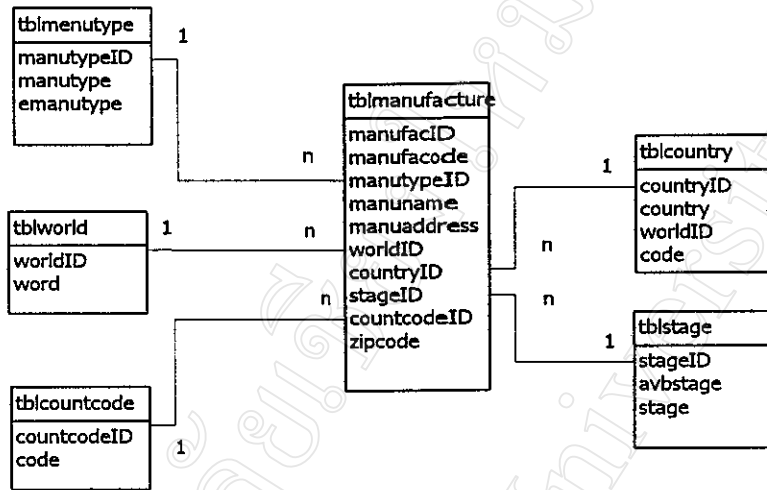 tblmenutype
manutypeID
manutype
emanutype
1
n
tblworld
worldID
word
1
n
tblcountcode
countcodeID
code
1
n
tblmanufacture
manufacID
manufacode
manutypeID
manuname
manuaddress
worldID
countryID
stageID
countcodeID
zipcode
tblcountry
countryID
country
worldID
code
1
n
tblstage
stageID
avbstage
stage
1
n
Universit